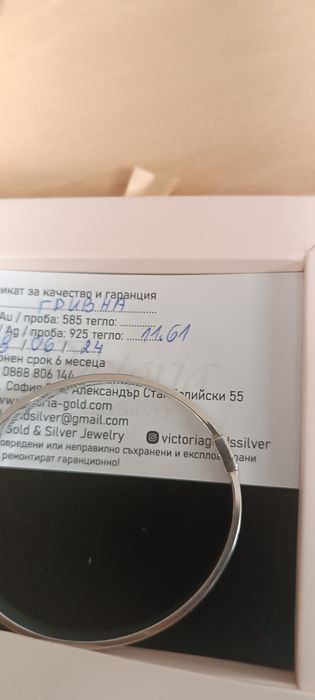 икат за качество и гаранция
ГРИВНА
Au / проба: 585 тегло:
/ Ag / проба: 925 тегло: 11.61
/ 06 / 24
онен срок 6 месеца
0888 806 146
. София Александър Стамболийски 55
ria-gold.com
dsilver@gmail.com
Gold & Silver Jewelry victoriagoldssilver
овредени или неправилно съхранени и експлоатирани
ремонтират гаранционно!